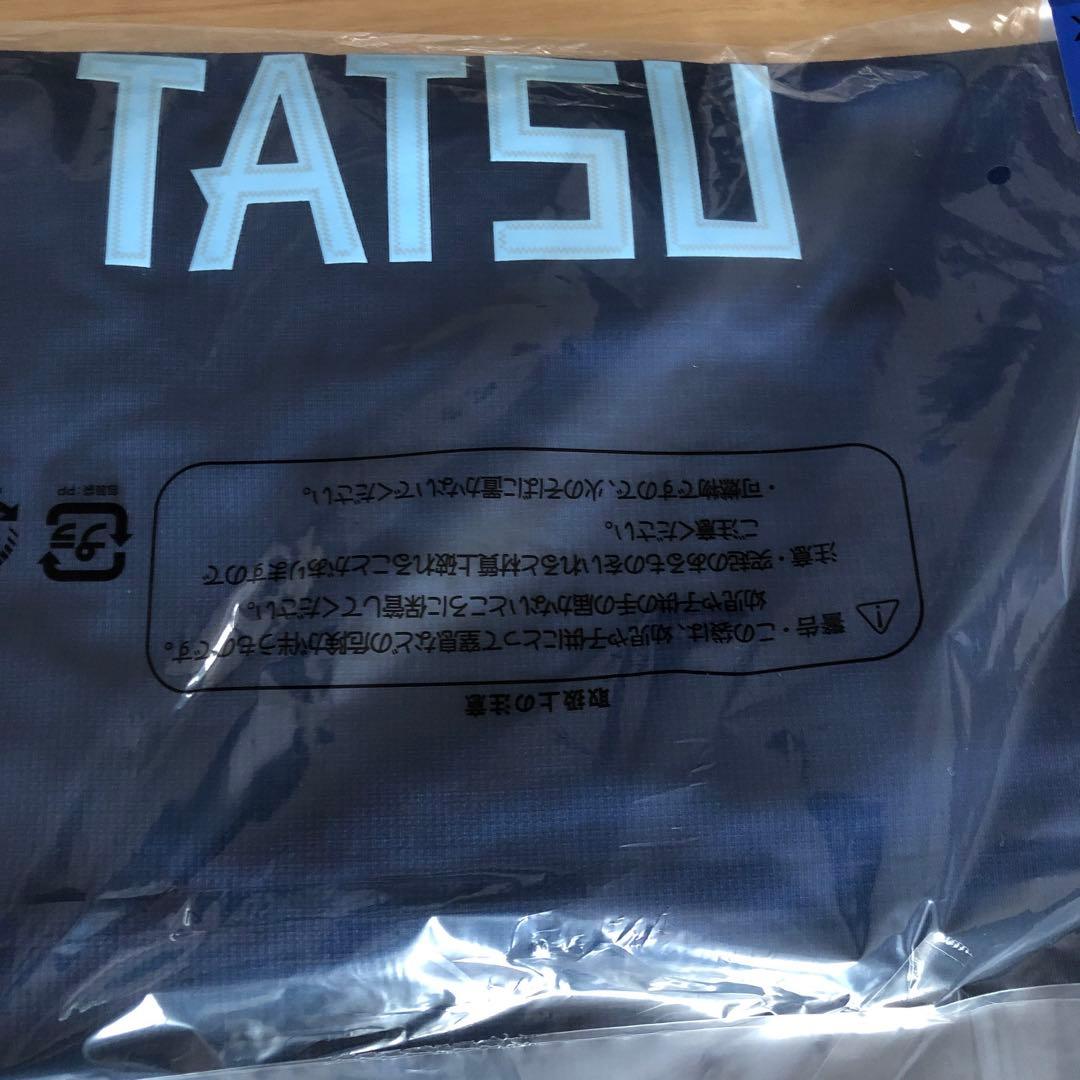 TATSU
取扱上の注意
警告・この袋は、幼児や子供にとって窒息などの危険が伴うものです。
幼児や子供の手の届かないところに保管してください。
注意・突起のあるものをいれると材質上破れることがありますので
ご注意ください。
・可燃物ですので、火のそばに置かないでください。
プラ
包装袋:PP